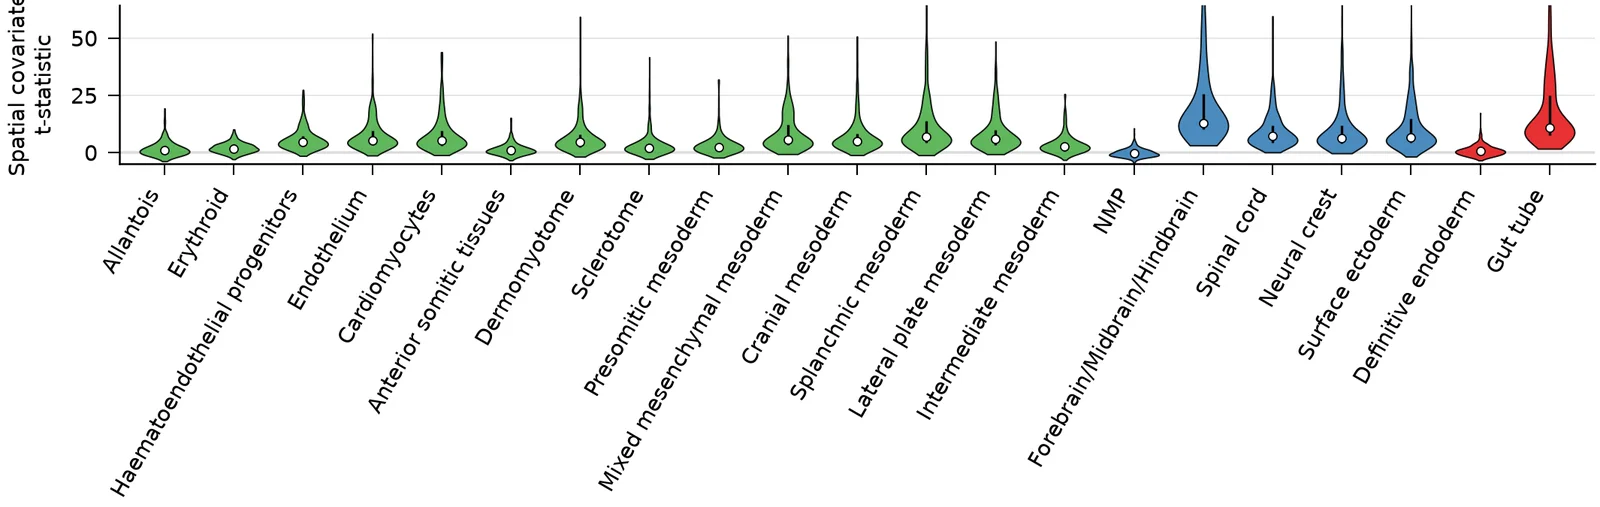 Spatial covariate
t-statistic
50
25
0
Allantois
Erythroid
Haematoendothelial progenitors
Endothelium
Cardiomyocytes
Anterior somitic tissues
Dermomyotome
Sclerotome
Presomitic mesoderm
Mixed mesenchymal mesoderm
Cranial mesoderm
Splanchnic mesoderm
Lateral plate mesoderm
Intermediate mesoderm
NMP
Forebrain/Midbrain/Hindbrain
Spinal cord
Neural crest
Surface ectoderm
Definitive endoderm
Gut tube